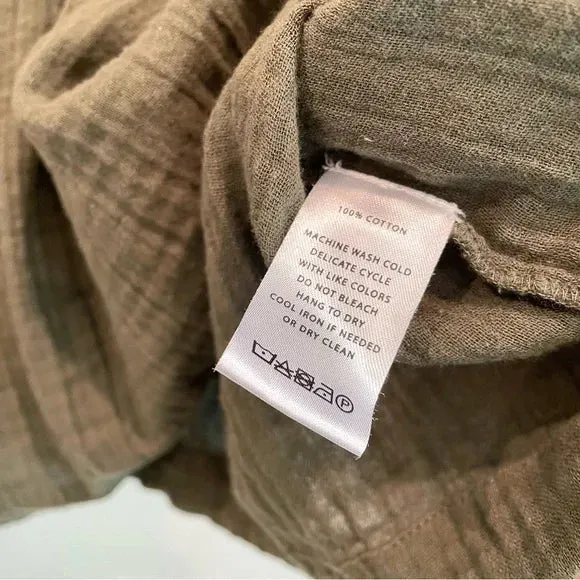 100% COTTON
MACHINE WASH COLD
DELICATE CYCLE
WITH LIKE COLORS
DO NOT BLEACH
HANG TO DRY
COOL IRON IF NEEDED
OR DRY CLEAN
P